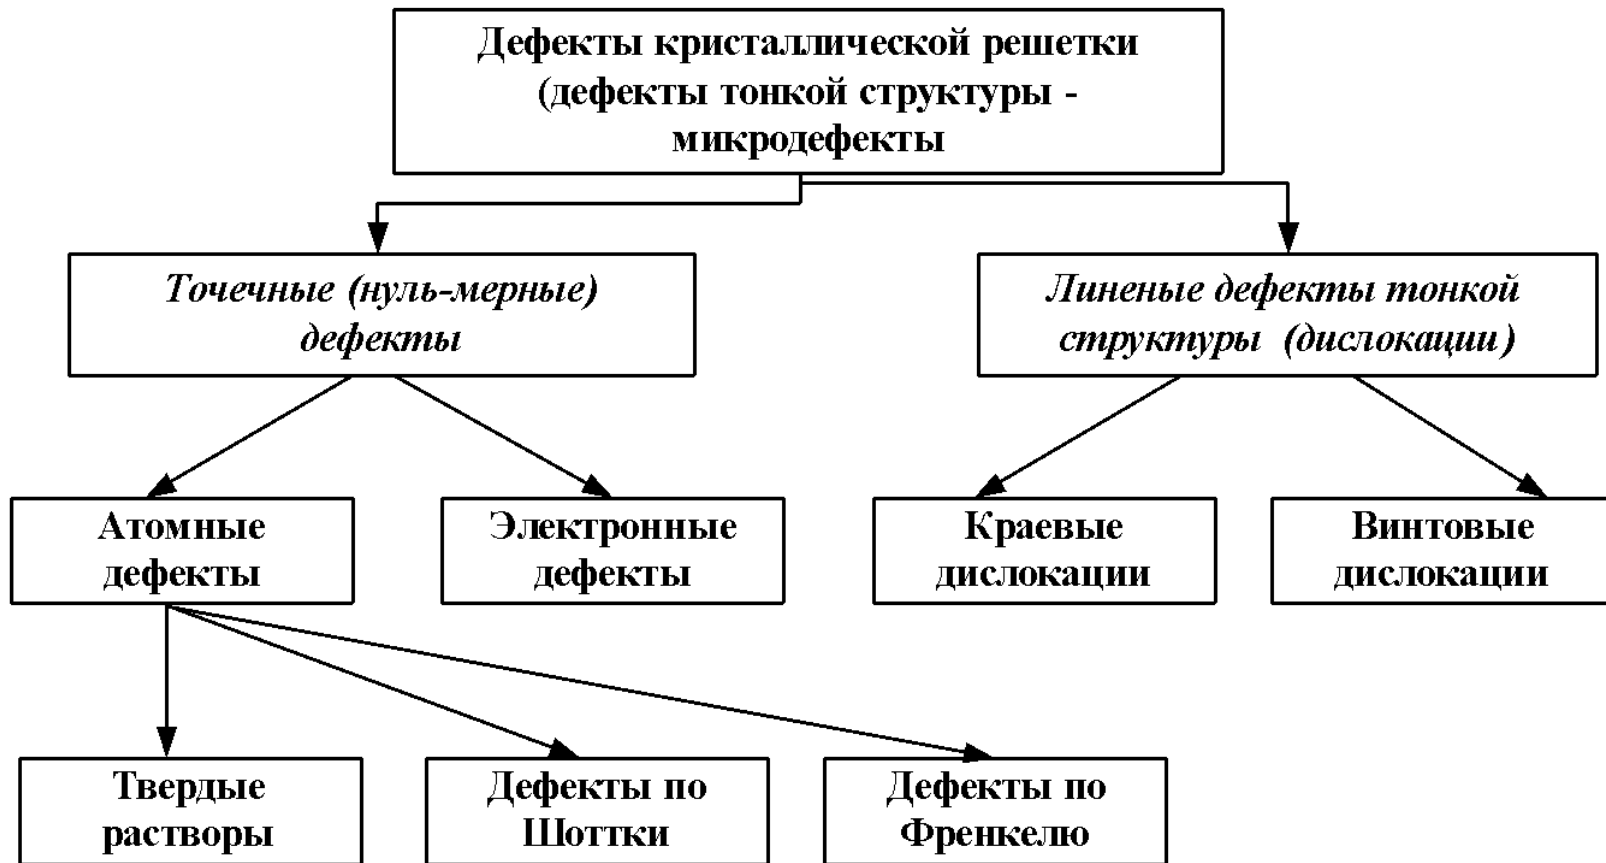 Дефекты кристаллической решетки
(дефекты тонкой структуры -
микродефекты
Точечные (нуль-мерные)
дефекты
Линеные дефекты тонкой
структуры (дислокации)
Атомные
дефекты
Электронные
дефекты
Краевые
дислокации
Винтовые
дислокации
Твердые
растворы
Дефекты по
Шоттки
Дефекты по
Френкелю